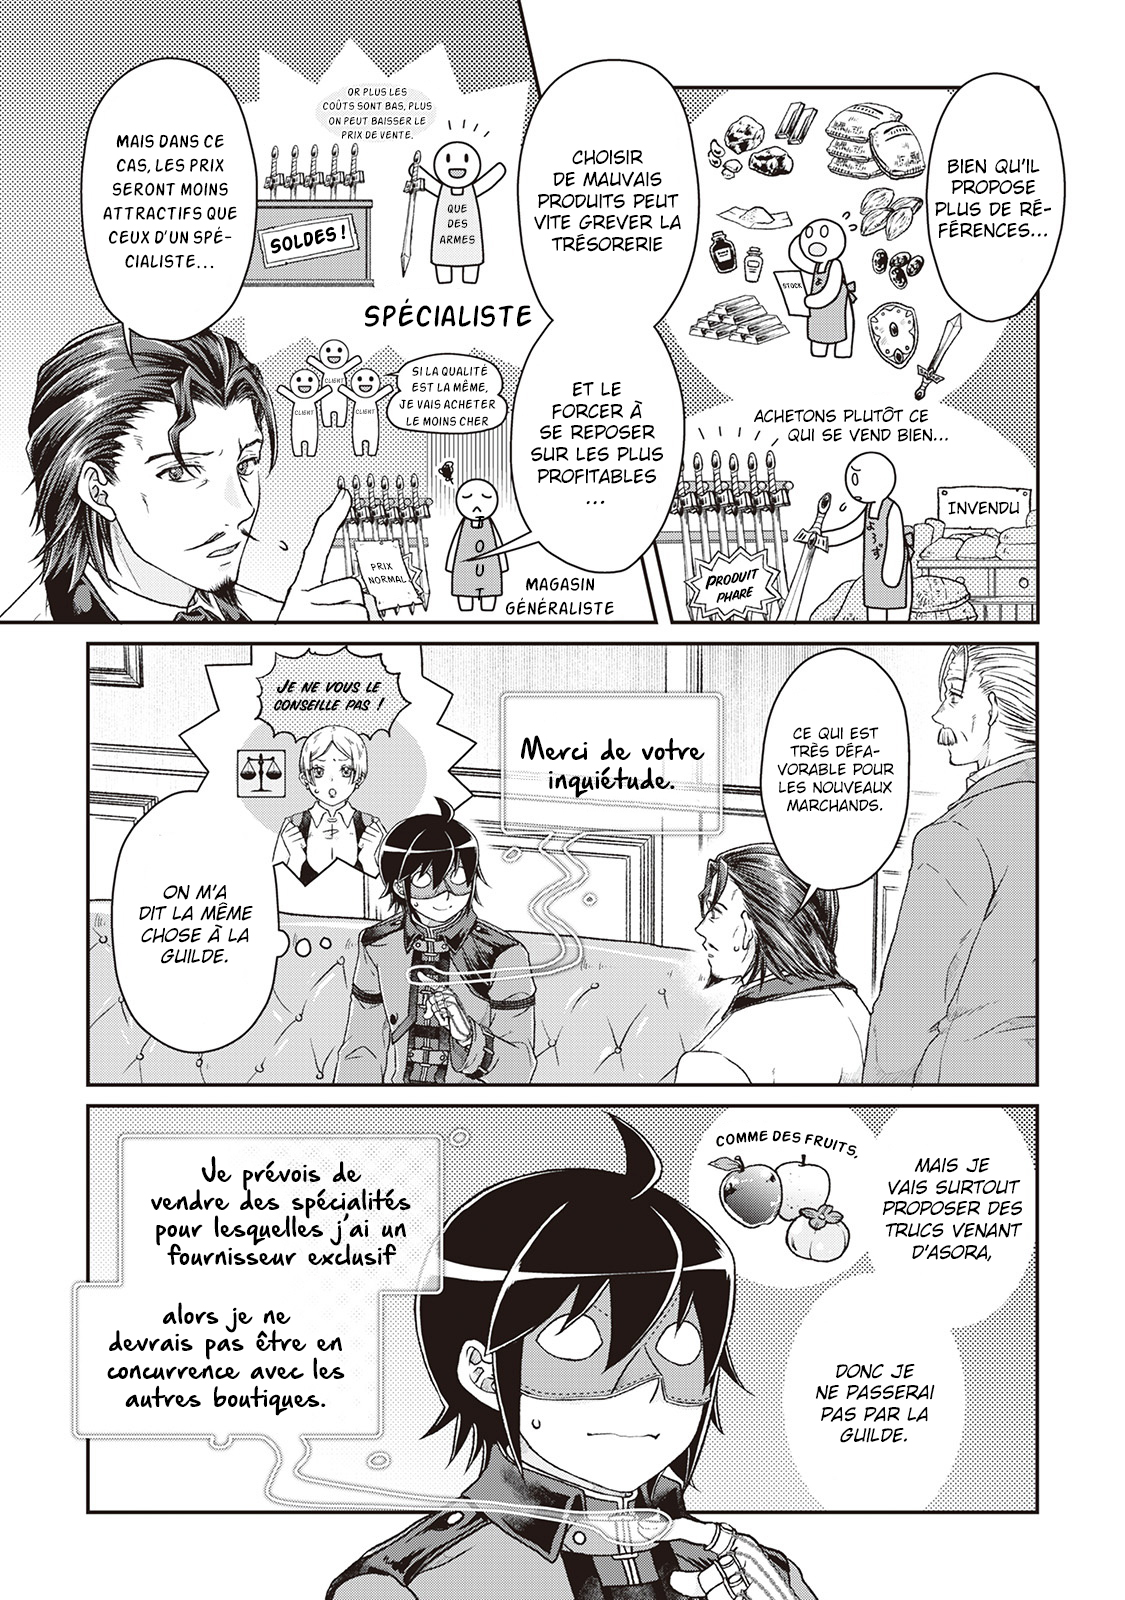 BIEN QU'IL
PROPOSE
PLUS DE RÉ-
FÉRENCES...
STOCK
ACHETONS PLUTÔT CE
QUI SE VEND BIEN...
INVENDU
よろず
PRODUIT
PHARE
CHOISIR
DE MAUVAIS
PRODUITS PEUT
VITE GREVER LA
TRÉSORERIE
ET LE
FORCER À
SE REPOSER
SUR LES PLUS
PROFITABLES
...
OR PLUS LES
COÛTS SONT BAS, PLUS
ON PEUT BAISSER LE
PRIX DE VENTE.
QUE
DES
ARMES
SOLDES !
SPÉCIALISTE
CLIENT
CLIENT
CLIENT
SI LA QUALITÉ
EST LA MÊME,
JE VAIS ACHETER
LE MOINS CHER
PRIX
NORMAL
TOUT
MAGASIN
GÉNÉRALISTE
MAIS DANS CE
CAS, LES PRIX
SERONT MOINS
ATTRACTIFS QUE
CEUX D'UN SPÉ-
CIALISTE...
CE QUI EST
TRÈS DÉFA-
VORABLE POUR
LES NOUVEAUX
MARCHANDS.
Merci de votre
inquiétude.
JE NE VOUS LE
CONSEILLE PAS !
ON M'A
DIT LA MÊME
CHOSE À LA
GUILDE.
MAIS JE
VAIS SURTOUT
PROPOSER DES
TRUCS VENANT
D'ASORA,
COMME DES FRUITS,
DONC JE
NE PASSERAI
PAS PAR LA
GUILDE.
Je prévois de
vendre des spécialités
pour lesquelles j'ai un
fournisseur exclusif
alors je ne
devrais pas être en
concurrence avec les
autres boutiques.